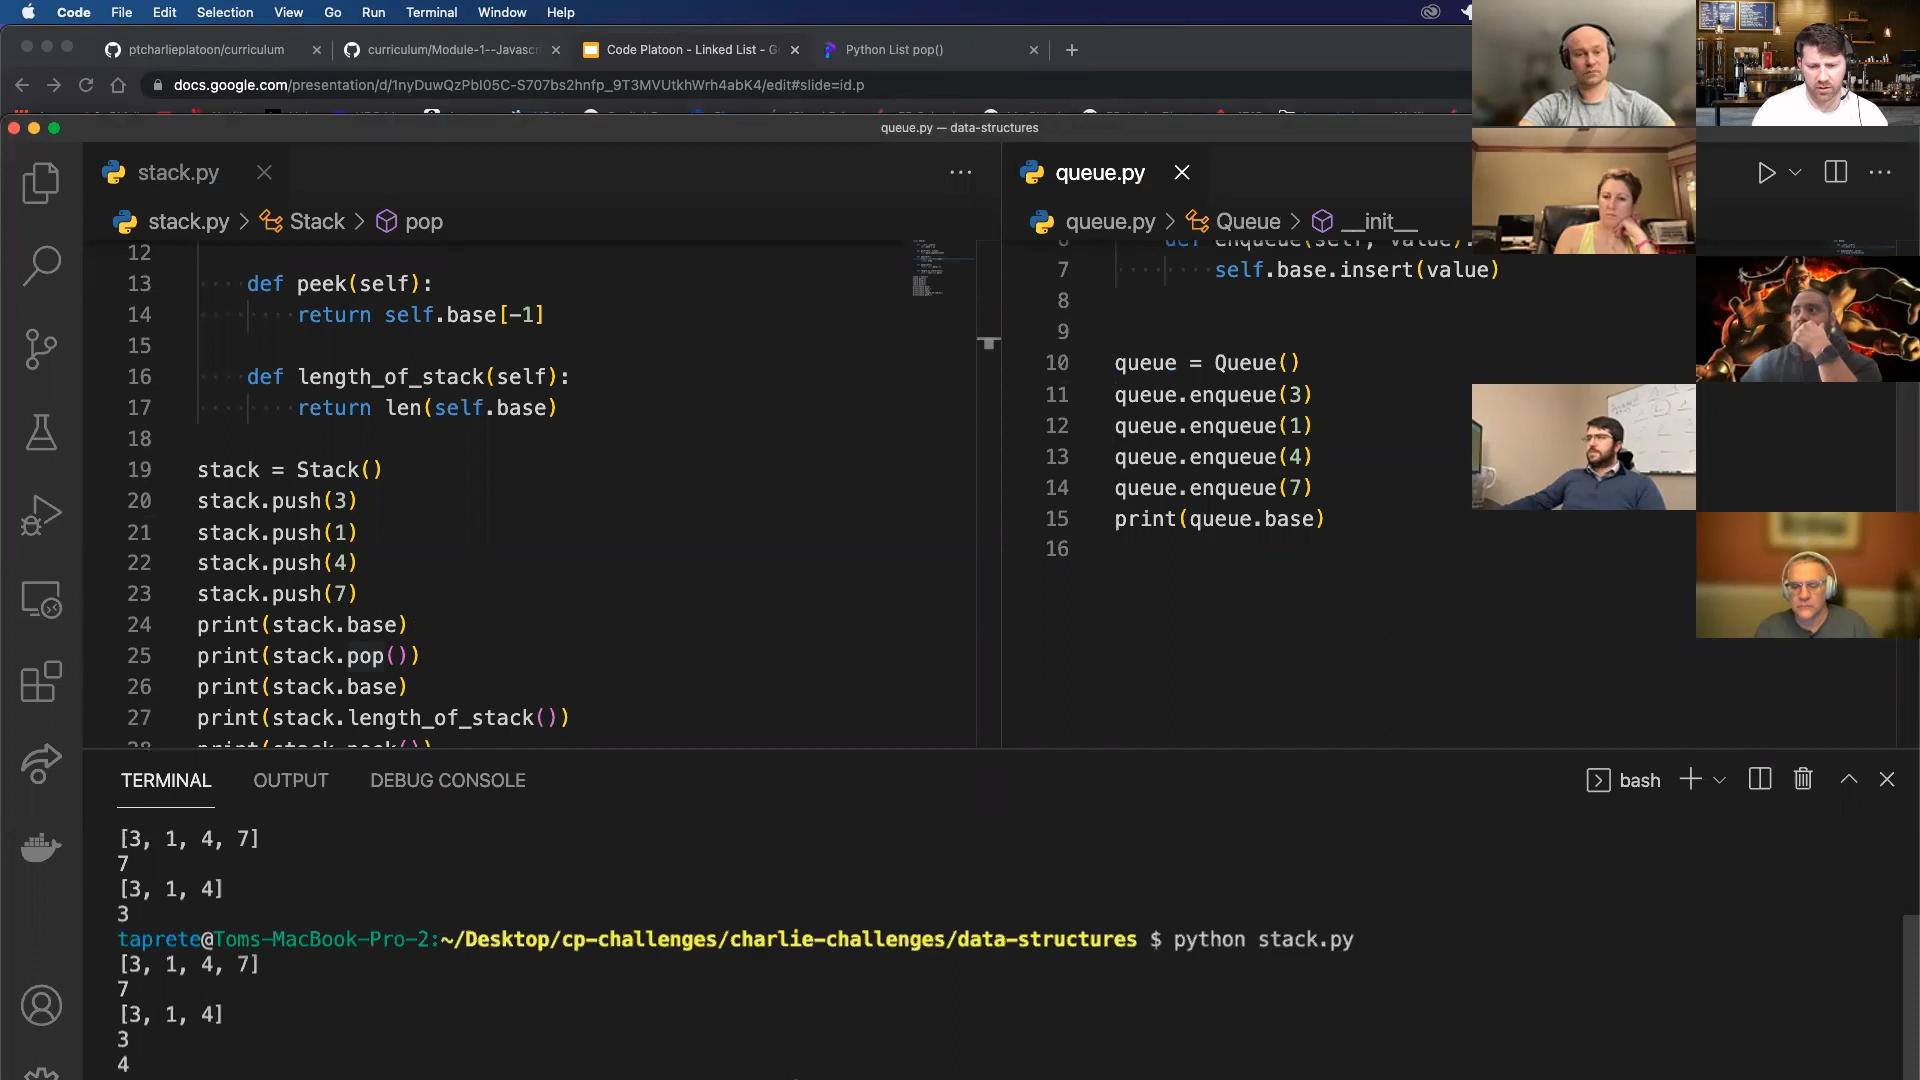 Code File Edit Selection View Go Run Terminal Window Help
ptcharlieplatoon/curriculum
curriculum/Module-1--Javasc
Code Platoon - Linked List - G
Python List pop()
docs.google.com/presentation/d/1nyDuwQzPbI05C-S707bs2hnfp_9T3MVUtkhWrh4abK4/edit#slide=id.p
queue.py — data-structures
stack.py
stack.py > Stack > pop
12
13 def peek(self):
14 return self.base[-1]
15
16 def length_of_stack(self):
17 return len(self.base)
18
19 stack = Stack()
20 stack.push(3)
21 stack.push(1)
22 stack.push(4)
23 stack.push(7)
24 print(stack.base)
25 print(stack.pop())
26 print(stack.base)
27 print(stack.length_of_stack())
28 print(stack.peek())
queue.py
queue.py > Queue > __init__
6 def enqueue(self, value):
7 self.base.insert(value)
8
9
10 queue = Queue()
11 queue.enqueue(3)
12 queue.enqueue(1)
13 queue.enqueue(4)
14 queue.enqueue(7)
15 print(queue.base)
16
TERMINAL OUTPUT DEBUG CONSOLE
bash
[3, 1, 4, 7]
7
[3, 1, 4]
3
taprete@Toms-MacBook-Pro-2:~/Desktop/cp-challenges/charlie-challenges/data-structures $ python stack.py
[3, 1, 4, 7]
7
[3, 1, 4]
3
4